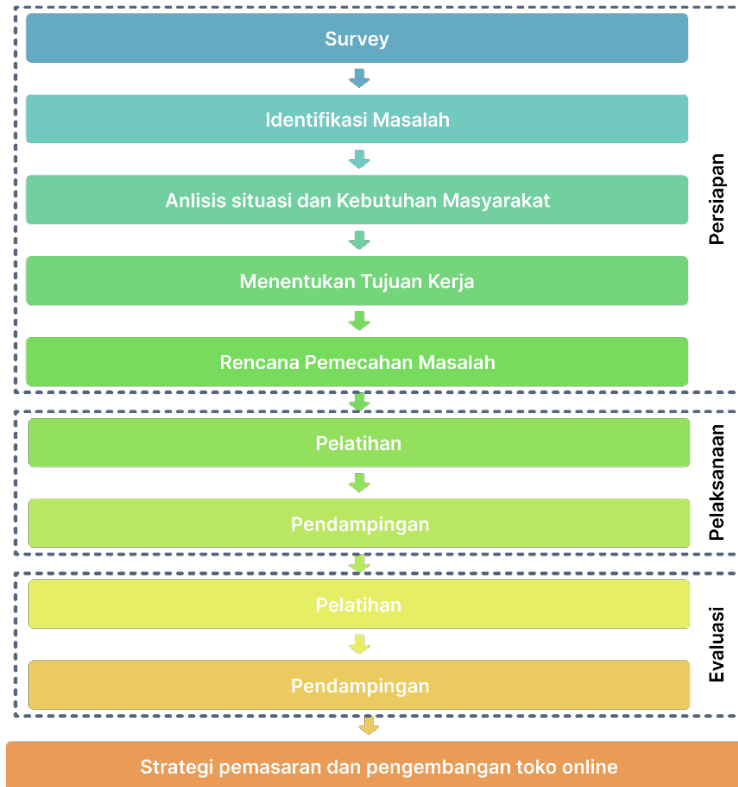 Survey
Identifikasi Masalah
Anlisis situasi dan Kebutuhan Masyarakat
Menentukan Tujuan Kerja
Rencana Pemecahan Masalah
Persiapan
Pelatihan
Pendampingan
Pelaksanaan
Pelatihan
Pendampingan
Evaluasi
Strategi pemasaran dan pengembangan toko online